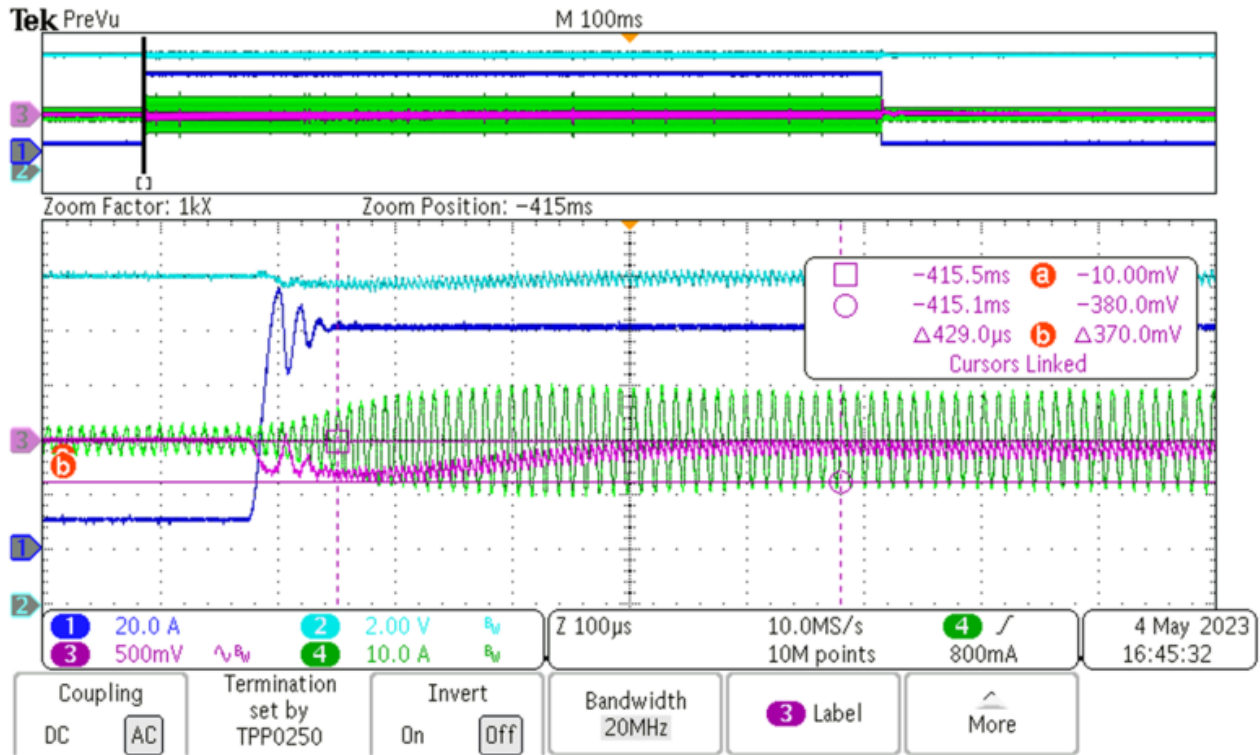 Tek PreVu M 100ms
3
1
2
[]
Zoom Factor: 1kX Zoom Position: -415ms
-415.5ms a -10.00mV
-415.1ms -380.0mV
Δ429.0µs b Δ370.0mV
Cursors Linked
3
b
1
2
1 20.0 A 2 2.00 V BW Z 100µs 10.0MS/s 4 4 May 2023
3 500mV BW 4 10.0 A BW 10M points 800mA 16:45:32
Coupling
DC AC
Termination
set by
TPP0250
Invert
On Off
Bandwidth
20MHz
3 Label
More